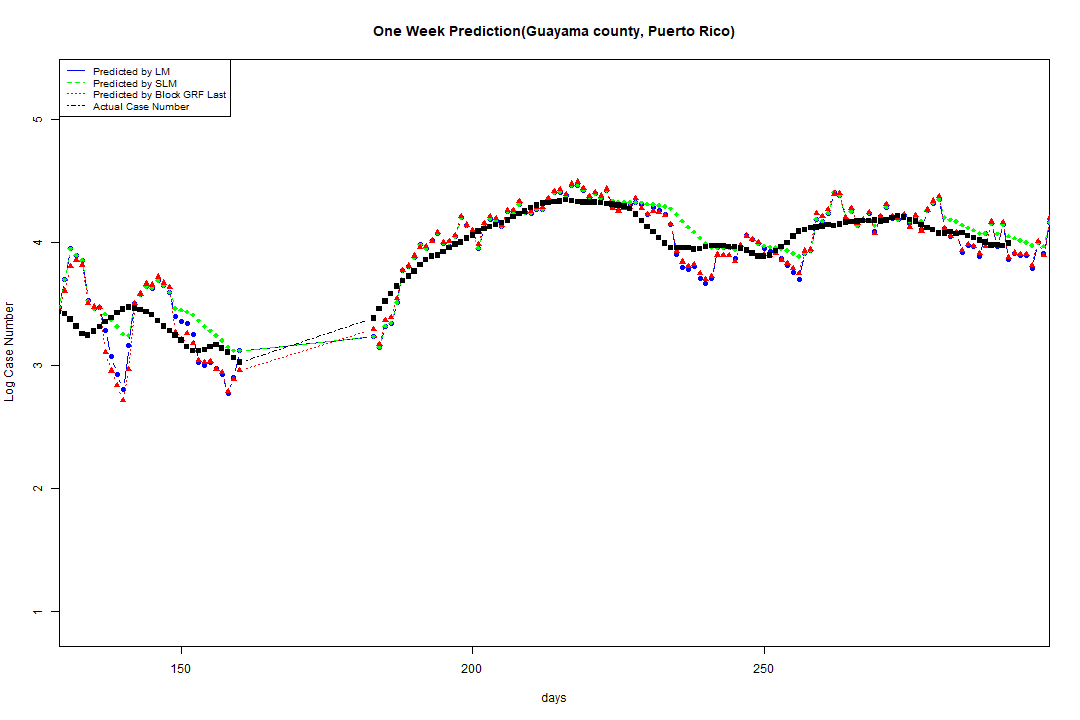 One Week Prediction(Guayama county, Puerto Rico)
Predicted by LM
Predicted by SLM
Predicted by Block GRF Last
Actual Case Number
5
4
3
2
1
Log Case Number
150
200
250
days